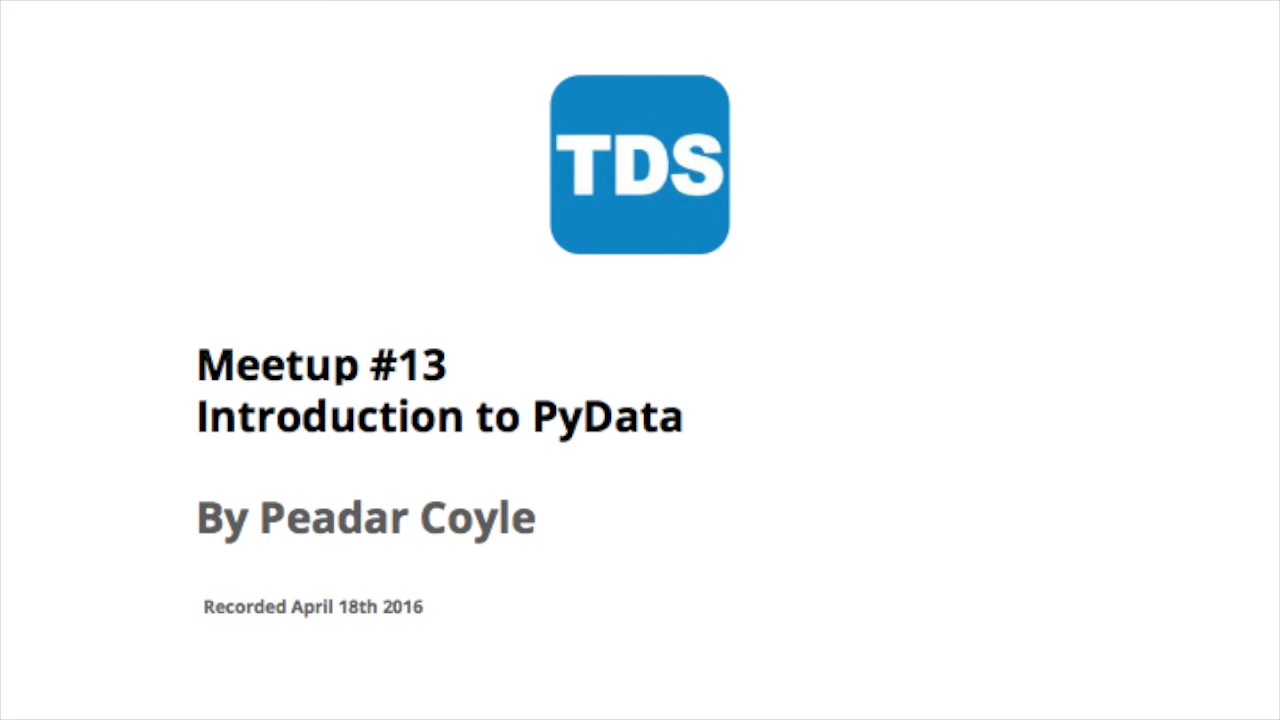 TDS
Meetup #13
Introduction to PyData
By Peadar Coyle
Recorded April 18th 2016